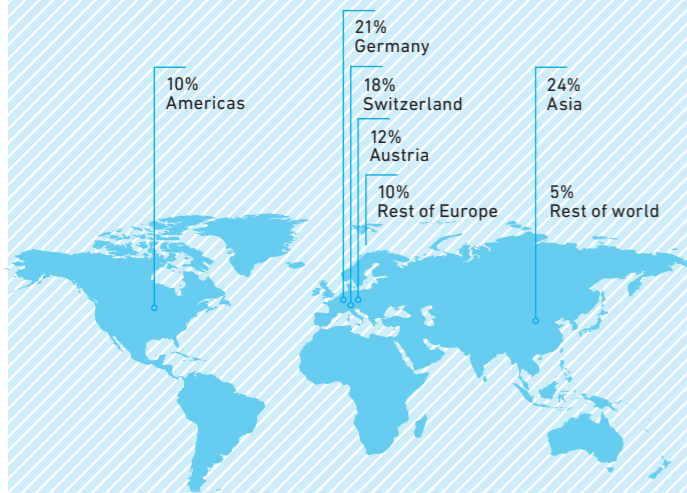 21%
Germany
10%
Americas
18%
Switzerland
24%
Asia
12%
Austria
10%
Rest of Europe
5%
Rest of world